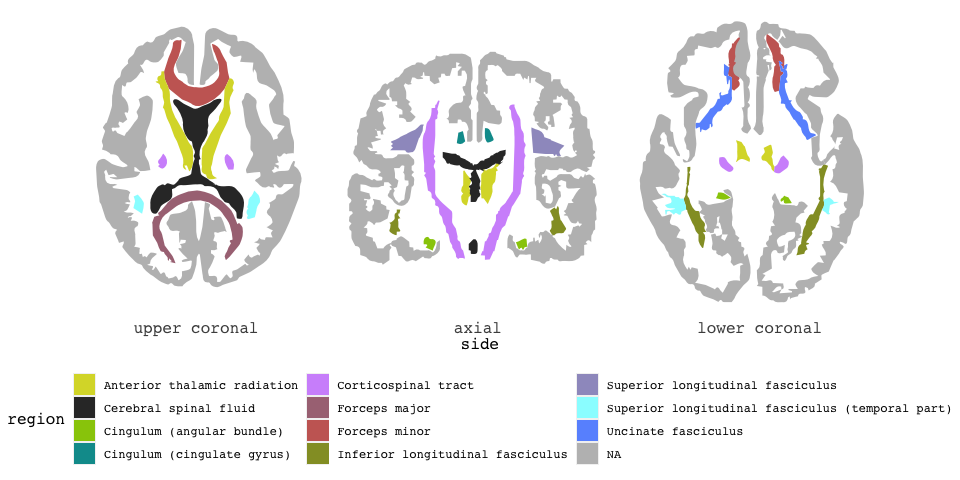 upper coronal
axial
lower coronal
side
region
Anterior thalamic radiation
Cerebral spinal fluid
Cingulum (angular bundle)
Cingulum (cingulate gyrus)
Corticospinal tract
Forceps major
Forceps minor
Inferior longitudinal fasciculus
Superior longitudinal fasciculus
Superior longitudinal fasciculus (temporal part)
Uncinate fasciculus
NA